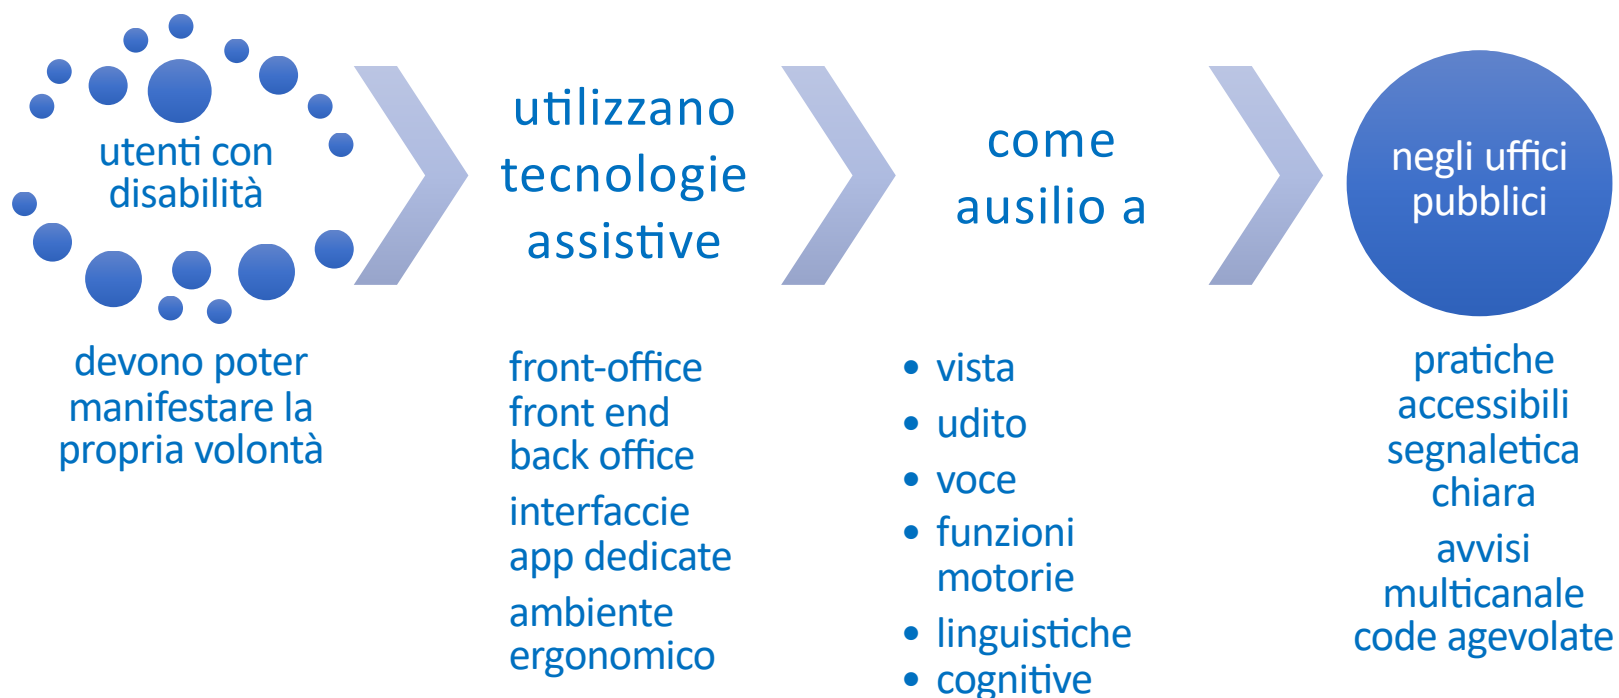 utenti con
disabilità
devono poter
manifestare la
propria volontà
utilizzano
tecnologie
assistive
front-office
front end
back office
interfaccie
app dedicate
ambiente
ergonomico
come
ausilio a
• vista
• udito
• voce
• funzioni
motorie
• linguistiche
• cognitive
negli uffici
pubblici
pratiche
accessibili
segnaletica
chiara
avvisi
multicanale
code agevolate